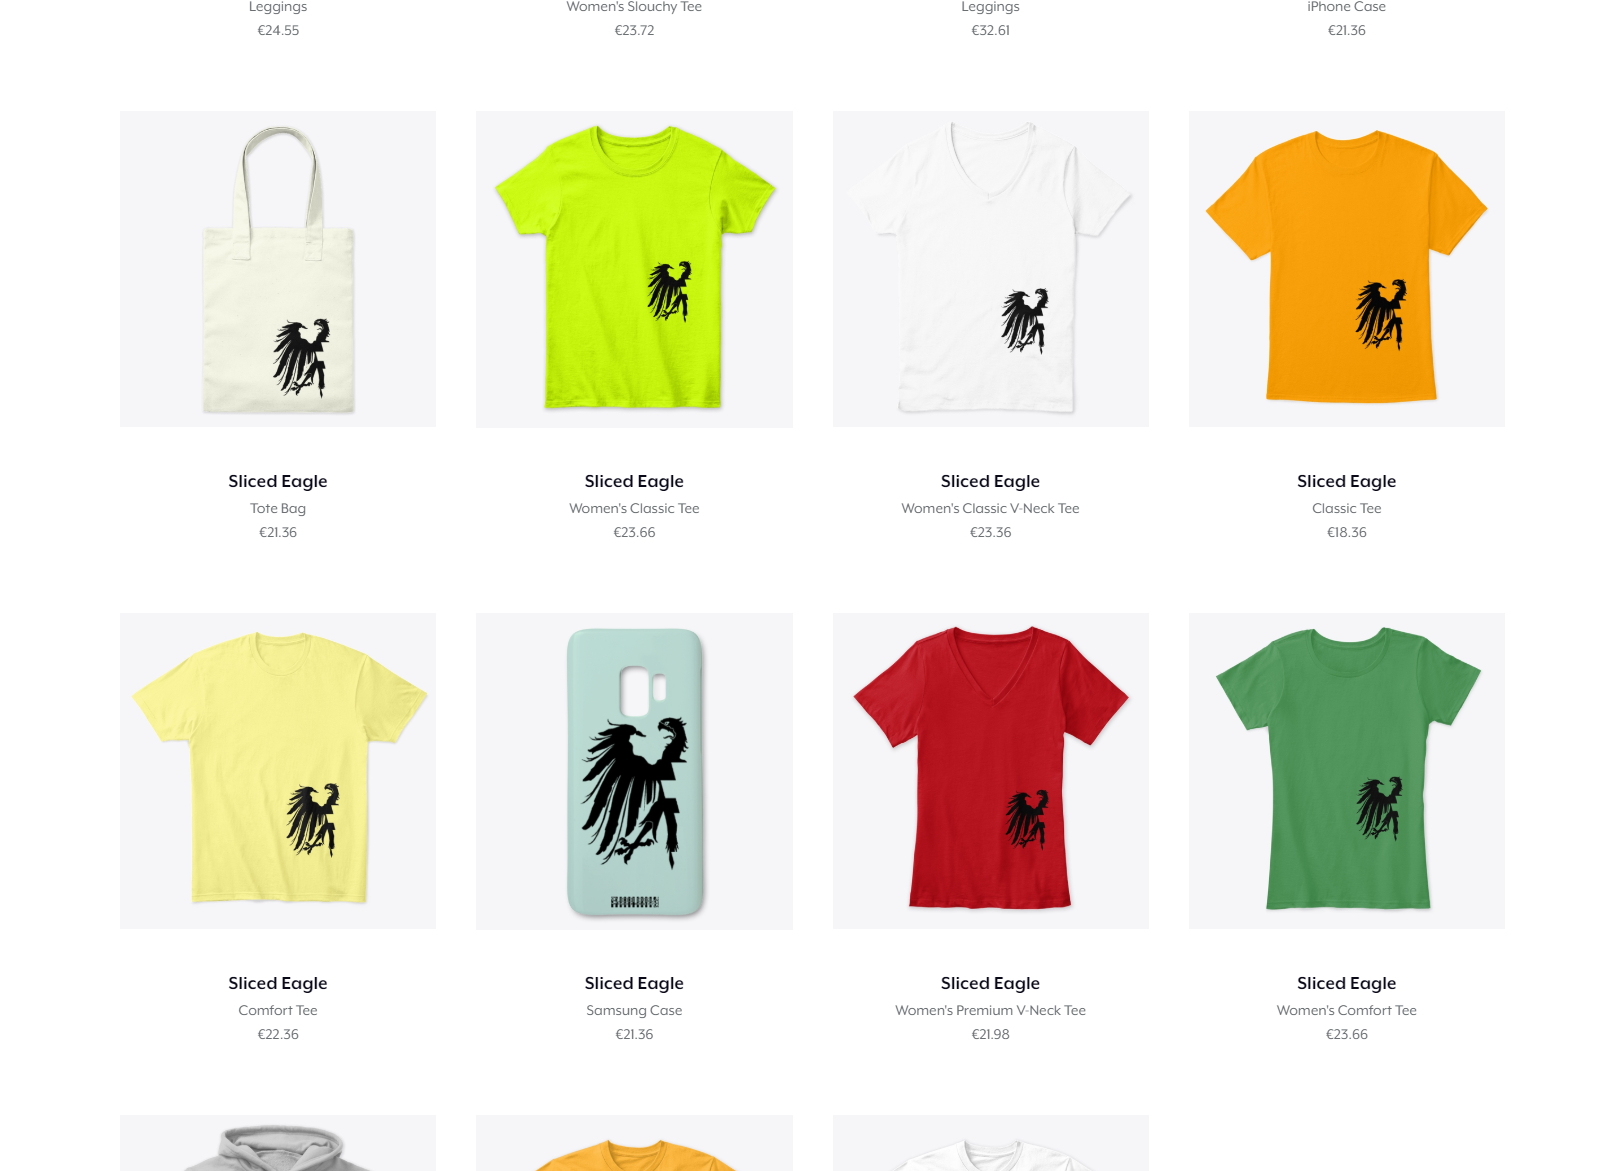 Leggings
€24.55
Women's Slouchy Tee
€23.72
Leggings
€32.61
iPhone Case
€21.36
Sliced Eagle
Tote Bag
€21.36
Sliced Eagle
Women's Classic Tee
€23.66
Sliced Eagle
Women's Classic V-Neck Tee
€23.36
Sliced Eagle
Classic Tee
€18.36
Sliced Eagle
Comfort Tee
€22.36
Sliced Eagle
Samsung Case
€21.36
Sliced Eagle
Women's Premium V-Neck Tee
€21.98
Sliced Eagle
Women's Comfort Tee
€23.66